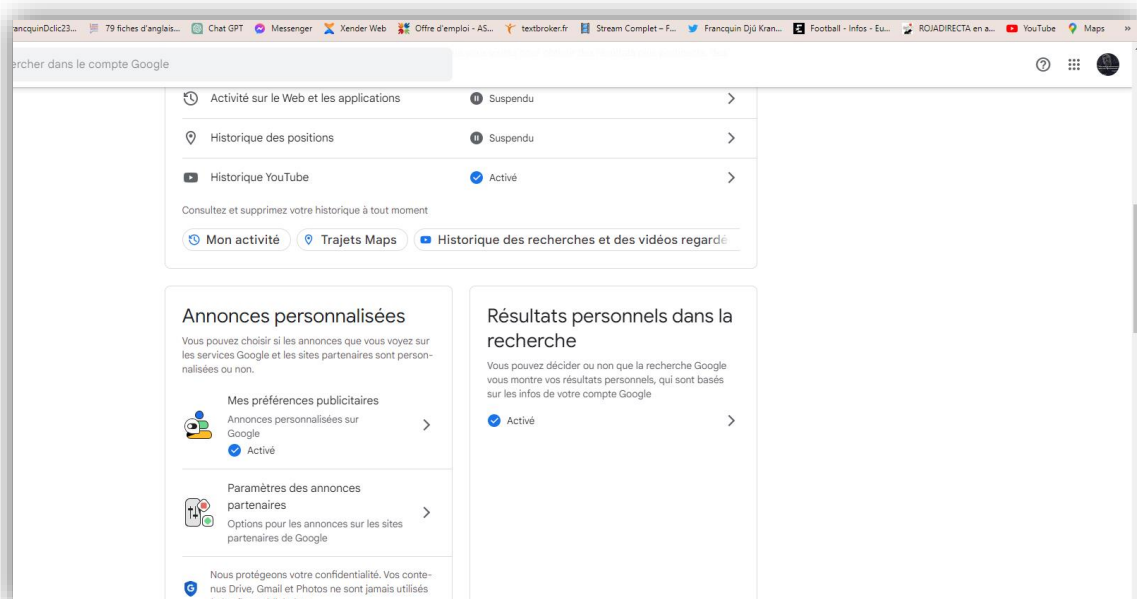 ancquinDclic23... 79 fiches d'anglais... Chat GPT Messenger Xender Web Offre d'emploi - AS... textbroker.fr Stream Complet – F... Francquin Djú Kran... Football - Infos - Eu... ROJADIRECTA en a... YouTube Maps »
ercher dans le compte Google
Activité sur le Web et les applications Suspendu
Historique des positions Suspendu
Historique YouTube Activé
Consultez et supprimez votre historique à tout moment
Mon activité Trajets Maps Historique des recherches et des vidéos regardé
Annonces personnalisées
Vous pouvez choisir si les annonces que vous voyez sur
les services Google et les sites partenaires sont person-
nalisées ou non.
Mes préférences publicitaires
Annonces personnalisées sur
Google
Activé
Paramètres des annonces
partenaires
Options pour les annonces sur les sites
partenaires de Google
Nous protégeons votre confidentialité. Vos conte-
nus Drive, Gmail et Photos ne sont jamais utilisés
Résultats personnels dans la
recherche
Vous pouvez décider ou non que la recherche Google
vous montre vos résultats personnels, qui sont basés
sur les infos de votre compte Google
Activé